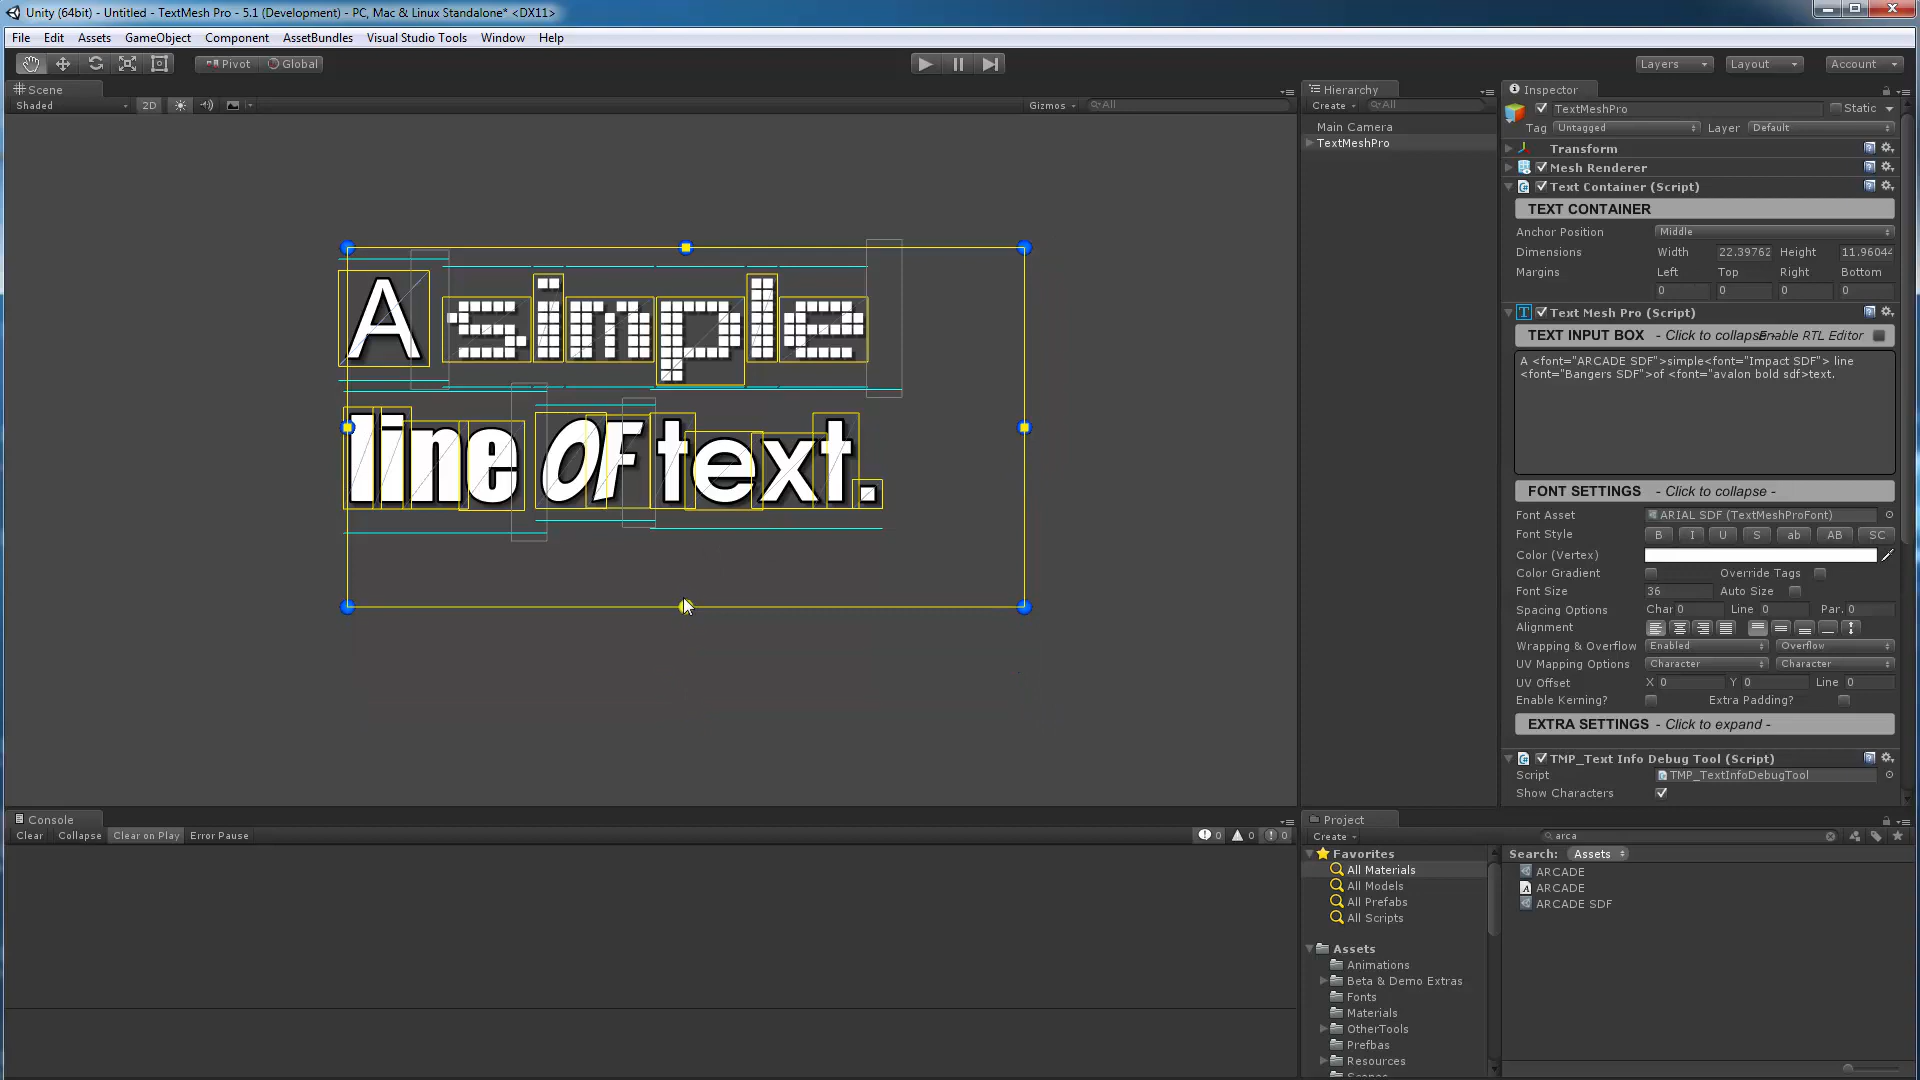 Unity (64bit) - Untitled - TextMesh Pro - 5.1 (Development) - PC, Mac & Linux Standalone* <DX11>
File Edit Assets GameObject Component AssetBundles Visual Studio Tools Window Help
Pivot Global Layers Layout Account
Scene
Shaded 2D Gizmos All
A simple
line OF text.
Hierarchy
Create All
Main Camera
TextMeshPro
Inspector
TextMeshPro Static
Tag Untagged Layer Default
Transform
Mesh Renderer
Text Container (Script)
TEXT CONTAINER
Anchor Position Middle
Dimensions Width 22.39762 Height 11.96044
Margins Left Top Right Bottom
0 0 0 0
Text Mesh Pro (Script)
TEXT INPUT BOX - Click to collapse - Enable RTL Editor
A <font="ARCADE SDF">simple<font="Impact SDF"> line
<font="Bangers SDF">of <font="avalon bold sdf>text.
FONT SETTINGS - Click to collapse -
Font Asset ARIAL SDF (TextMeshProFont)
Font Style B I U S ab AB SC
Color (Vertex)
Color Gradient Override Tags
Font Size 36 Auto Size
Spacing Options Char 0 Line 0 Par. 0
Alignment
Wrapping & Overflow Enabled Overflow
UV Mapping Options Character Character
UV Offset X 0 Y 0 Line 0
Enable Kerning? Extra Padding?
EXTRA SETTINGS - Click to expand -
TMP_Text Info Debug Tool (Script)
Script TMP_TextInfoDebugTool
Show Characters
Console
Clear Collapse Clear on Play Error Pause 0 0 0
Project
Create arca
Favorites
All Materials
All Models
All Prefabs
All Scripts
Assets
Animations
Beta & Demo Extras
Fonts
Materials
OtherTools
Prefbas
Resources
Search: Assets
ARCADE
ARCADE
ARCADE SDF